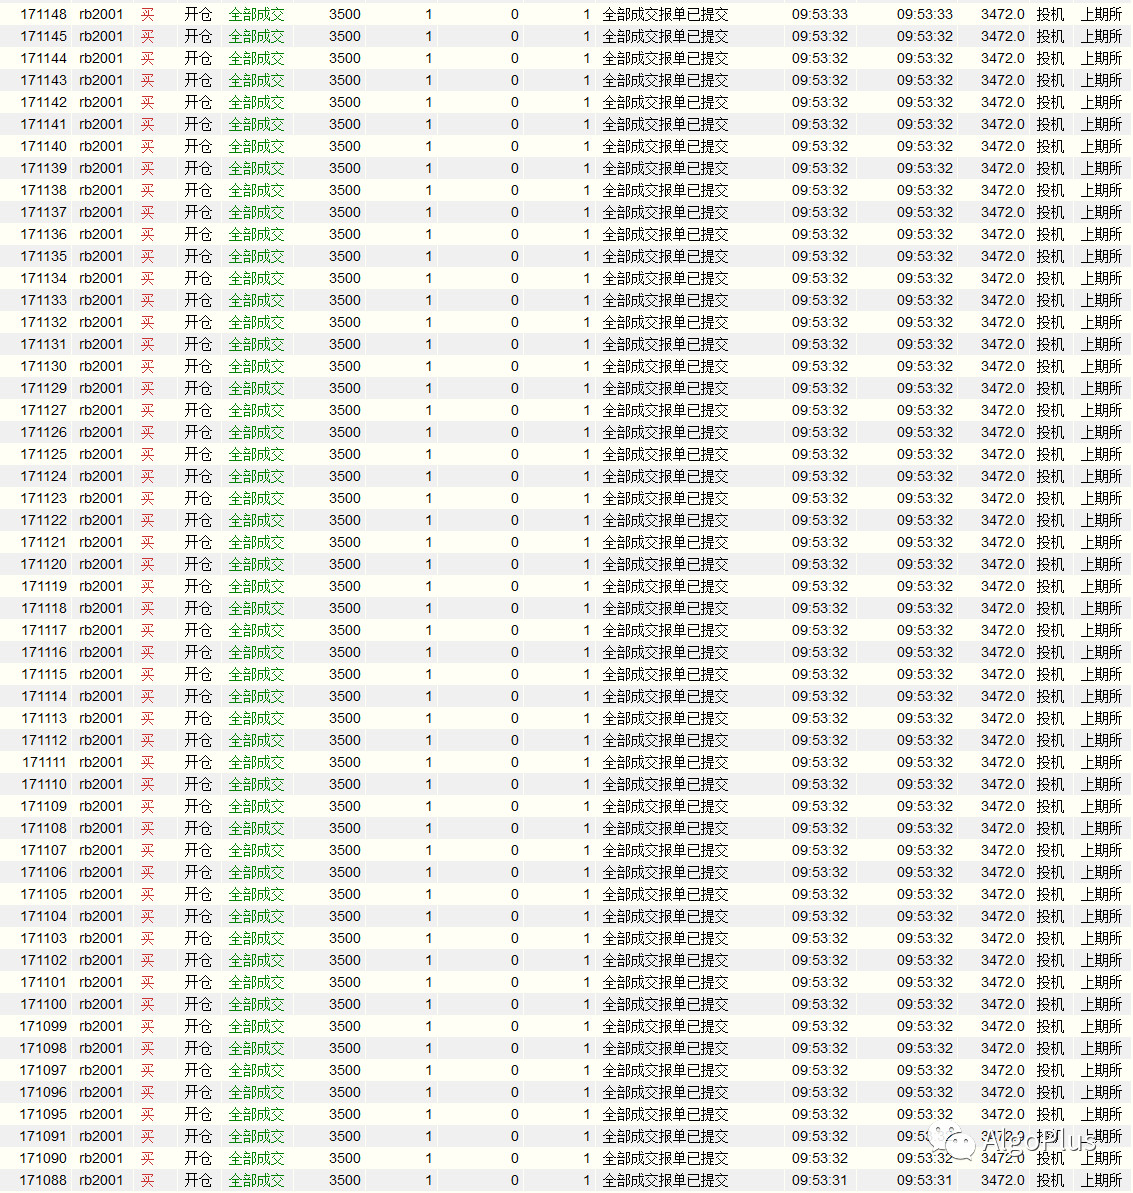 171148 rb2001 买 开仓 全部成交 3500 1 0 1 全部成交报单已提交 09:53:33 09:53:33 3472.0 投机 上期所
171145 rb2001 买 开仓 全部成交 3500 1 0 1 全部成交报单已提交 09:53:32 09:53:32 3472.0 投机 上期所
171144 rb2001 买 开仓 全部成交 3500 1 0 1 全部成交报单已提交 09:53:32 09:53:32 3472.0 投机 上期所
171143 rb2001 买 开仓 全部成交 3500 1 0 1 全部成交报单已提交 09:53:32 09:53:32 3472.0 投机 上期所
171142 rb2001 买 开仓 全部成交 3500 1 0 1 全部成交报单已提交 09:53:32 09:53:32 3472.0 投机 上期所
171141 rb2001 买 开仓 全部成交 3500 1 0 1 全部成交报单已提交 09:53:32 09:53:32 3472.0 投机 上期所
171140 rb2001 买 开仓 全部成交 3500 1 0 1 全部成交报单已提交 09:53:32 09:53:32 3472.0 投机 上期所
171139 rb2001 买 开仓 全部成交 3500 1 0 1 全部成交报单已提交 09:53:32 09:53:32 3472.0 投机 上期所
171138 rb2001 买 开仓 全部成交 3500 1 0 1 全部成交报单已提交 09:53:32 09:53:32 3472.0 投机 上期所
171137 rb2001 买 开仓 全部成交 3500 1 0 1 全部成交报单已提交 09:53:32 09:53:32 3472.0 投机 上期所
171136 rb2001 买 开仓 全部成交 3500 1 0 1 全部成交报单已提交 09:53:32 09:53:32 3472.0 投机 上期所
171135 rb2001 买 开仓 全部成交 3500 1 0 1 全部成交报单已提交 09:53:32 09:53:32 3472.0 投机 上期所
171134 rb2001 买 开仓 全部成交 3500 1 0 1 全部成交报单已提交 09:53:32 09:53:32 3472.0 投机 上期所
171133 rb2001 买 开仓 全部成交 3500 1 0 1 全部成交报单已提交 09:53:32 09:53:32 3472.0 投机 上期所
171132 rb2001 买 开仓 全部成交 3500 1 0 1 全部成交报单已提交 09:53:32 09:53:32 3472.0 投机 上期所
171131 rb2001 买 开仓 全部成交 3500 1 0 1 全部成交报单已提交 09:53:32 09:53:32 3472.0 投机 上期所
171130 rb2001 买 开仓 全部成交 3500 1 0 1 全部成交报单已提交 09:53:32 09:53:32 3472.0 投机 上期所
171129 rb2001 买 开仓 全部成交 3500 1 0 1 全部成交报单已提交 09:53:32 09:53:32 3472.0 投机 上期所
171127 rb2001 买 开仓 全部成交 3500 1 0 1 全部成交报单已提交 09:53:32 09:53:32 3472.0 投机 上期所
171126 rb2001 买 开仓 全部成交 3500 1 0 1 全部成交报单已提交 09:53:32 09:53:32 3472.0 投机 上期所
171125 rb2001 买 开仓 全部成交 3500 1 0 1 全部成交报单已提交 09:53:32 09:53:32 3472.0 投机 上期所
171124 rb2001 买 开仓 全部成交 3500 1 0 1 全部成交报单已提交 09:53:32 09:53:32 3472.0 投机 上期所
171123 rb2001 买 开仓 全部成交 3500 1 0 1 全部成交报单已提交 09:53:32 09:53:32 3472.0 投机 上期所
171122 rb2001 买 开仓 全部成交 3500 1 0 1 全部成交报单已提交 09:53:32 09:53:32 3472.0 投机 上期所
171121 rb2001 买 开仓 全部成交 3500 1 0 1 全部成交报单已提交 09:53:32 09:53:32 3472.0 投机 上期所
171120 rb2001 买 开仓 全部成交 3500 1 0 1 全部成交报单已提交 09:53:32 09:53:32 3472.0 投机 上期所
171119 rb2001 买 开仓 全部成交 3500 1 0 1 全部成交报单已提交 09:53:32 09:53:32 3472.0 投机 上期所
171118 rb2001 买 开仓 全部成交 3500 1 0 1 全部成交报单已提交 09:53:32 09:53:32 3472.0 投机 上期所
171117 rb2001 买 开仓 全部成交 3500 1 0 1 全部成交报单已提交 09:53:32 09:53:32 3472.0 投机 上期所
171116 rb2001 买 开仓 全部成交 3500 1 0 1 全部成交报单已提交 09:53:32 09:53:32 3472.0 投机 上期所
171115 rb2001 买 开仓 全部成交 3500 1 0 1 全部成交报单已提交 09:53:32 09:53:32 3472.0 投机 上期所
171114 rb2001 买 开仓 全部成交 3500 1 0 1 全部成交报单已提交 09:53:32 09:53:32 3472.0 投机 上期所
171113 rb2001 买 开仓 全部成交 3500 1 0 1 全部成交报单已提交 09:53:32 09:53:32 3472.0 投机 上期所
171112 rb2001 买 开仓 全部成交 3500 1 0 1 全部成交报单已提交 09:53:32 09:53:32 3472.0 投机 上期所
171111 rb2001 买 开仓 全部成交 3500 1 0 1 全部成交报单已提交 09:53:32 09:53:32 3472.0 投机 上期所
171110 rb2001 买 开仓 全部成交 3500 1 0 1 全部成交报单已提交 09:53:32 09:53:32 3472.0 投机 上期所
171109 rb2001 买 开仓 全部成交 3500 1 0 1 全部成交报单已提交 09:53:32 09:53:32 3472.0 投机 上期所
171108 rb2001 买 开仓 全部成交 3500 1 0 1 全部成交报单已提交 09:53:32 09:53:32 3472.0 投机 上期所
171107 rb2001 买 开仓 全部成交 3500 1 0 1 全部成交报单已提交 09:53:32 09:53:32 3472.0 投机 上期所
171106 rb2001 买 开仓 全部成交 3500 1 0 1 全部成交报单已提交 09:53:32 09:53:32 3472.0 投机 上期所
171105 rb2001 买 开仓 全部成交 3500 1 0 1 全部成交报单已提交 09:53:32 09:53:32 3472.0 投机 上期所
171104 rb2001 买 开仓 全部成交 3500 1 0 1 全部成交报单已提交 09:53:32 09:53:32 3472.0 投机 上期所
171103 rb2001 买 开仓 全部成交 3500 1 0 1 全部成交报单已提交 09:53:32 09:53:32 3472.0 投机 上期所
171102 rb2001 买 开仓 全部成交 3500 1 0 1 全部成交报单已提交 09:53:32 09:53:32 3472.0 投机 上期所
171101 rb2001 买 开仓 全部成交 3500 1 0 1 全部成交报单已提交 09:53:32 09:53:32 3472.0 投机 上期所
171100 rb2001 买 开仓 全部成交 3500 1 0 1 全部成交报单已提交 09:53:32 09:53:32 3472.0 投机 上期所
171099 rb2001 买 开仓 全部成交 3500 1 0 1 全部成交报单已提交 09:53:32 09:53:32 3472.0 投机 上期所
171098 rb2001 买 开仓 全部成交 3500 1 0 1 全部成交报单已提交 09:53:32 09:53:32 3472.0 投机 上期所
171097 rb2001 买 开仓 全部成交 3500 1 0 1 全部成交报单已提交 09:53:32 09:53:32 3472.0 投机 上期所
171096 rb2001 买 开仓 全部成交 3500 1 0 1 全部成交报单已提交 09:53:32 09:53:32 3472.0 投机 上期所
171095 rb2001 买 开仓 全部成交 3500 1 0 1 全部成交报单已提交 09:53:32 09:53:32 3472.0 投机 上期所
171091 rb2001 买 开仓 全部成交 3500 1 0 1 全部成交报单已提交 09:53:32 上期所
AlgoPlus
171090 rb2001 买 开仓 全部成交 3500 1 0 1 全部成交报单已提交 09:53:32 09:53:32 3472.0 投机 上期所
171088 rb2001 买 开仓 全部成交 3500 1 0 1 全部成交报单已提交 09:53:31 09:53:31 3472.0 投机 上期所